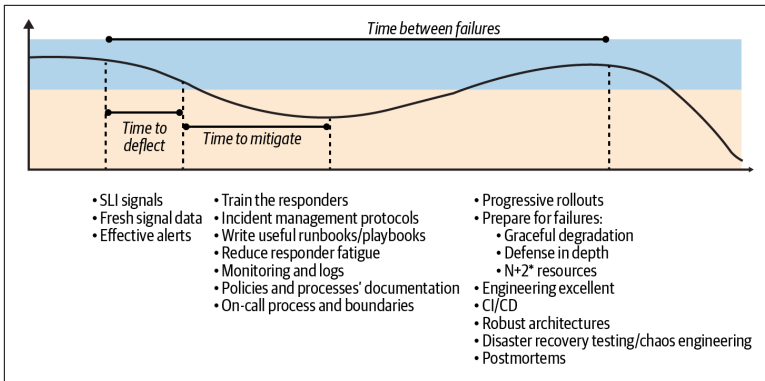 Time between failures
Time to
deflect
Time to mitigate
• SLI signals
• Fresh signal data
• Effective alerts
• Train the responders
• Incident management protocols
• Write useful runbooks/playbooks
• Reduce responder fatigue
• Monitoring and logs
• Policies and processes' documentation
• On-call process and boundaries
• Progressive rollouts
• Prepare for failures:
• Graceful degradation
• Defense in depth
• N+2* resources
• Engineering excellent
• CI/CD
• Robust architectures
• Disaster recovery testing/chaos engineering
• Postmortems